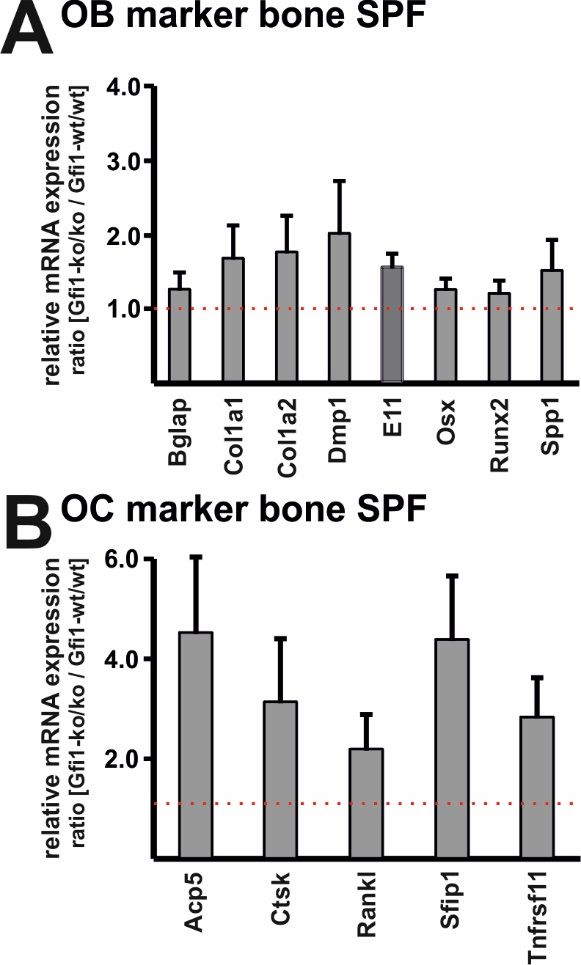 A OB marker bone SPF
relative mRNA expression
ratio [Gfi1-ko/ko / Gfi1-wt/wt]
4.0
3.0
2.0
1.0
Bglap
Col1a1
Col1a2
Dmp1
E11
Osx
Runx2
Spp1
B OC marker bone SPF
relative mRNA expression
ratio [Gfi1-ko/ko / Gfi1-wt/wt]
6.0
4.0
2.0
Acp5
Ctsk
Rankl
Sfip1
Tnfrsf11